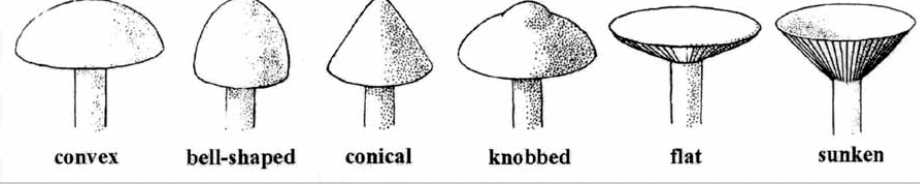 convex bell-shaped conical knobbed flat sunken